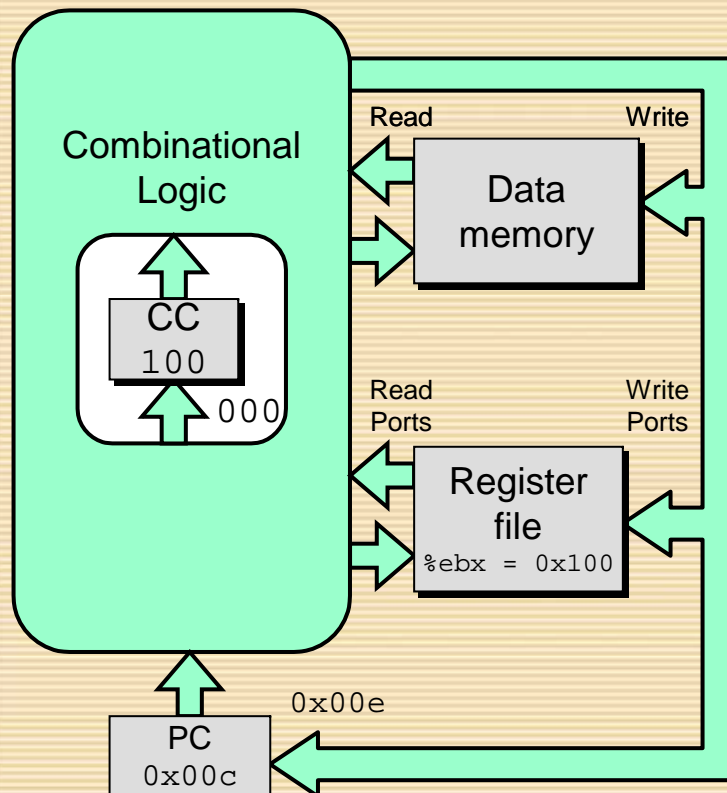 Combinational
Logic
CC
100
000
Read
Write
Data
memory
Read
Ports
Write
Ports
Register
file
%ebx = 0x100
0x00e
PC
0x00c